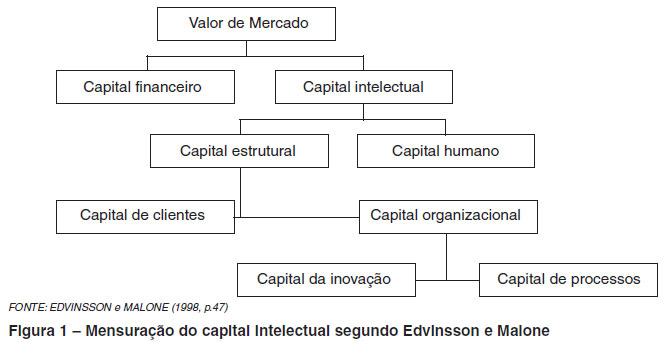 Valor de Mercado
Capital financeiro
Capital intelectual
Capital estrutural
Capital humano
Capital de clientes
Capital organizacional
Capital da inovação
Capital de processos
FONTE: EDVINSSON e MALONE (1998, p.47)
Figura 1 – Mensuração do capital intelectual segundo Edvinsson e Malone